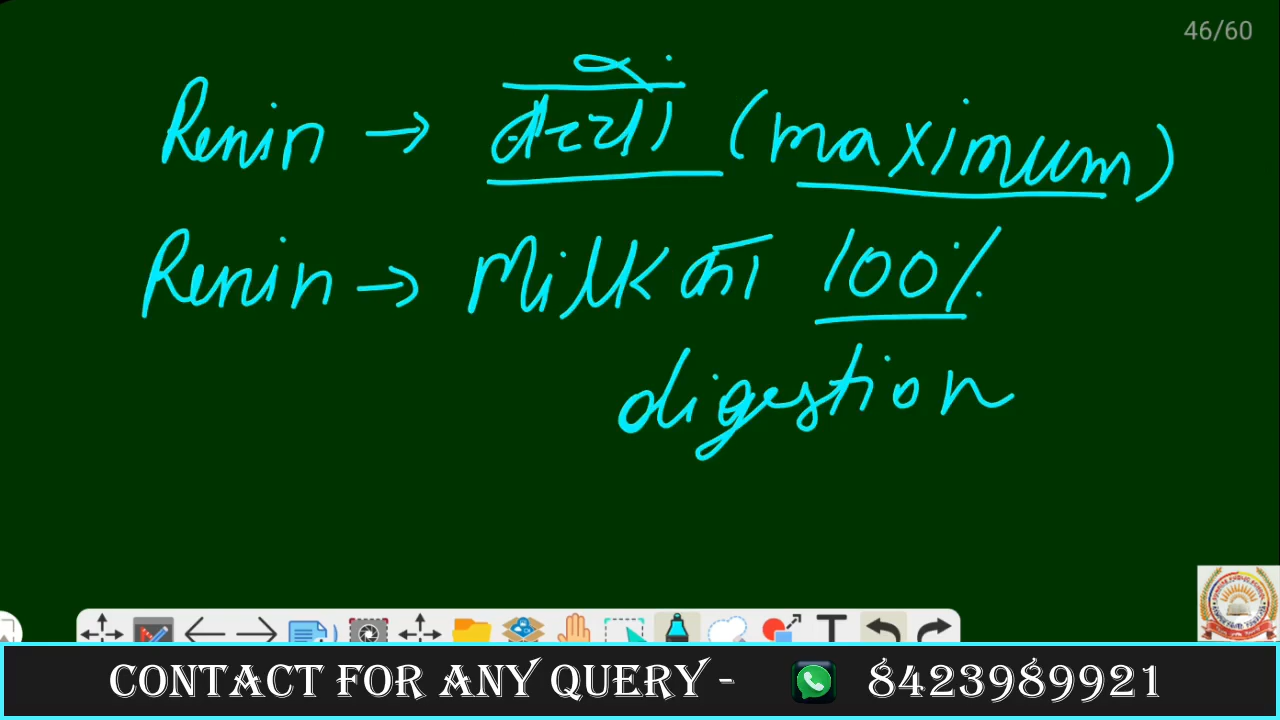 46/60
Renin → बच्चों (maximum)
Renin → Milk का 100%
digestion
T
CONTACT FOR ANY QUERY - 8423989921